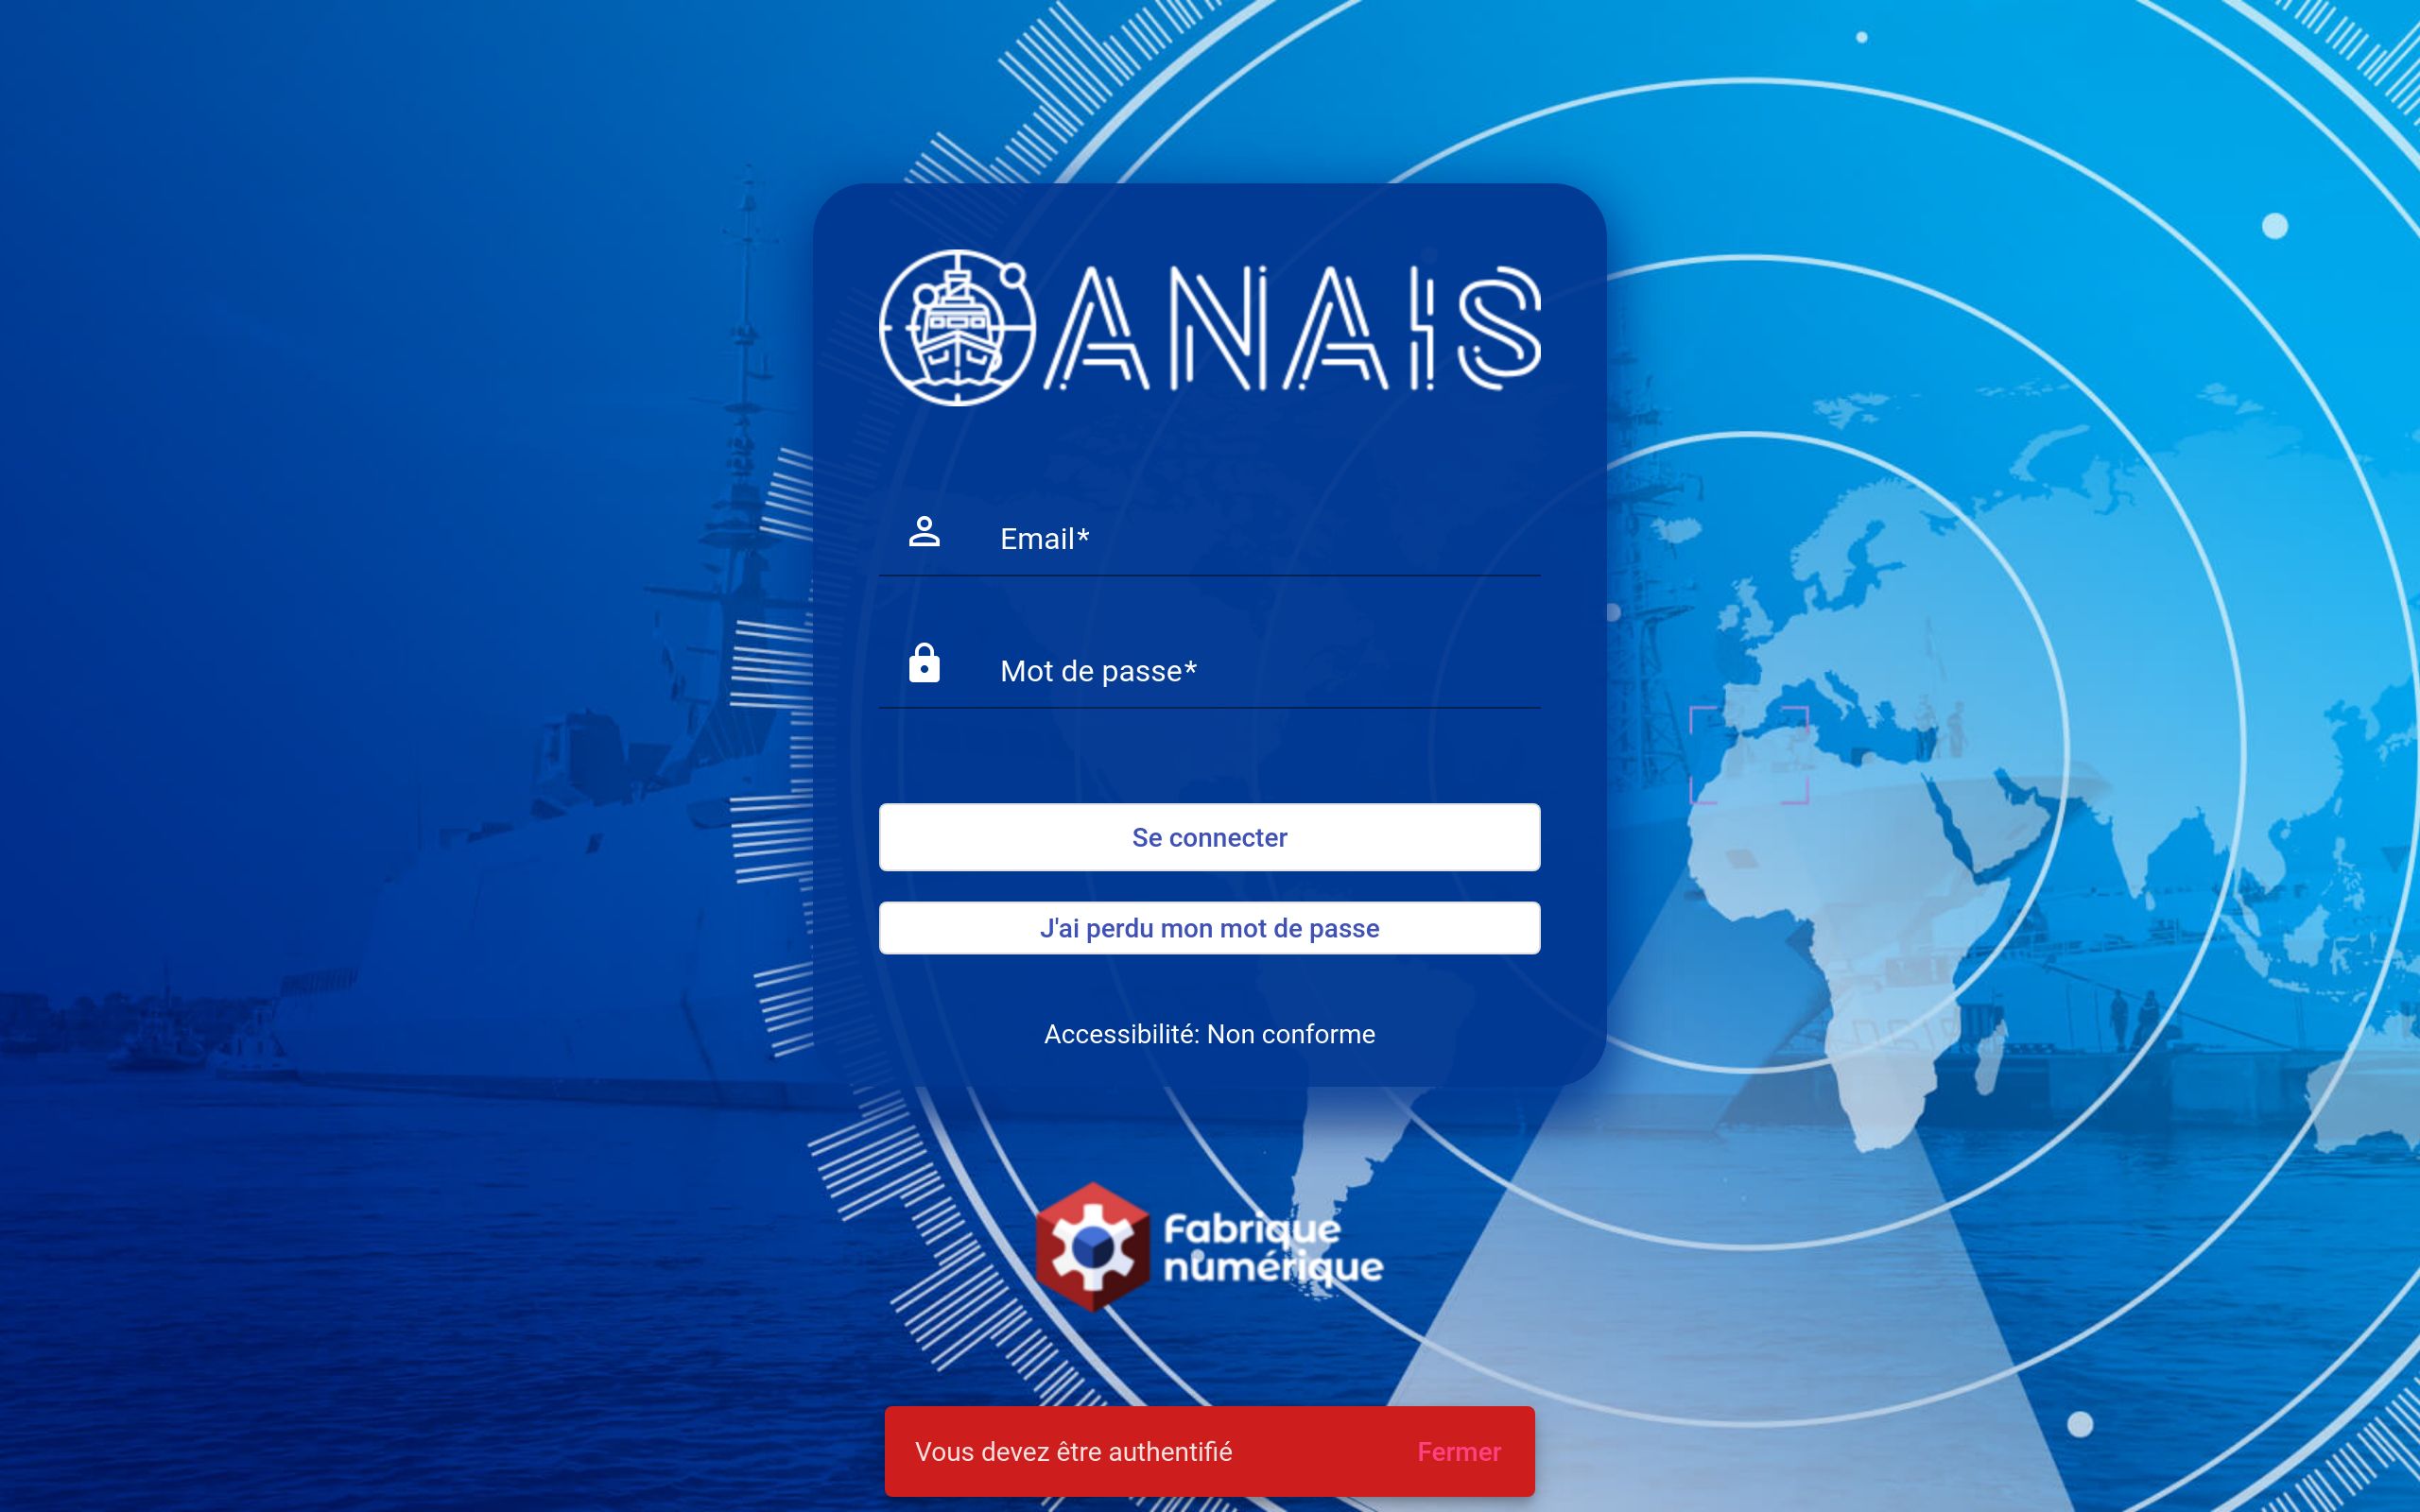 ANAIS
Email*
Mot de passe*
Se connecter
J'ai perdu mon mot de passe
Accessibilité: Non conforme
Fabrique
numérique
Vous devez être authentifié Fermer